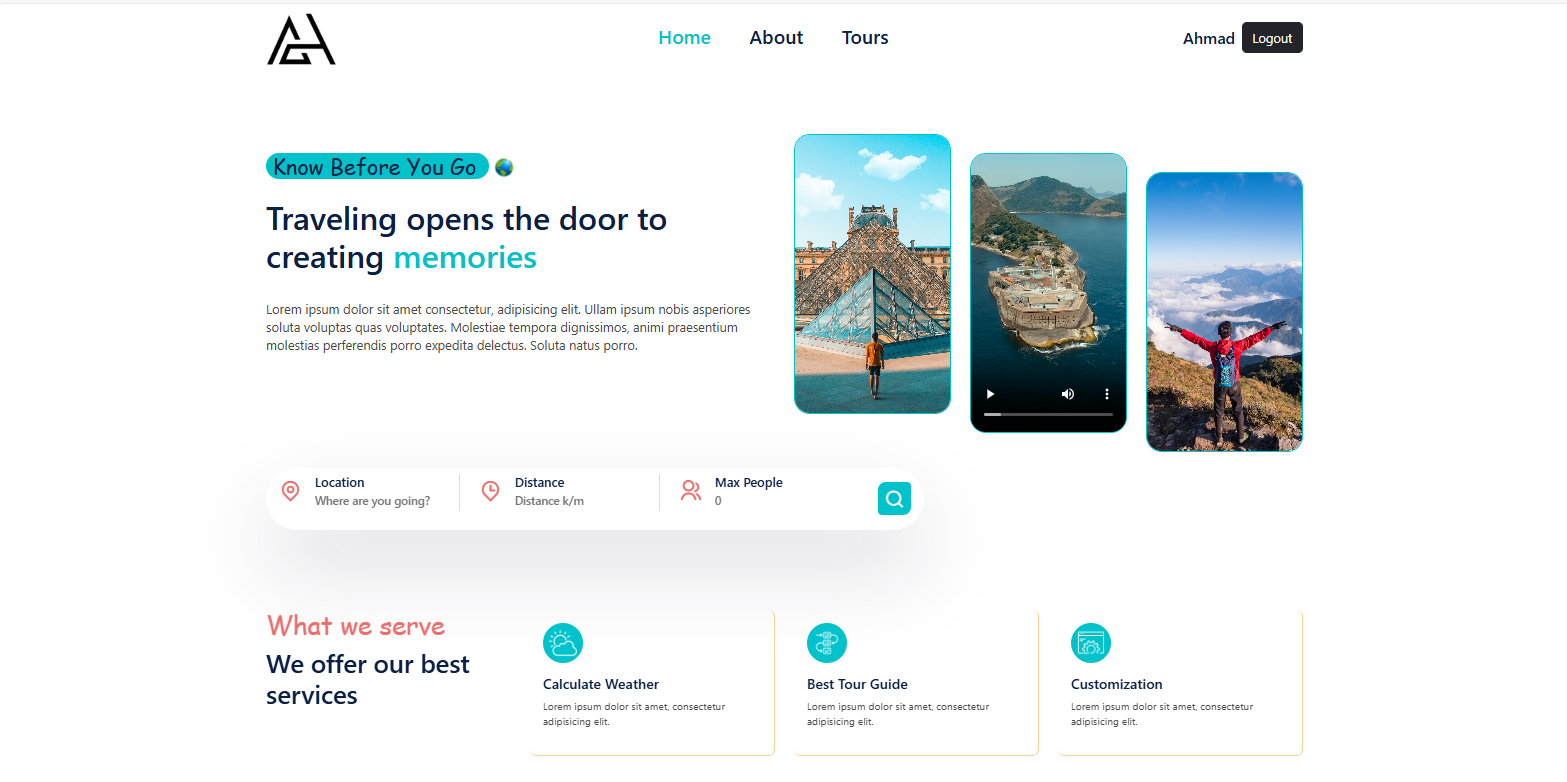 Home
About
Tours
Ahmad
Logout
Know Before You Go
Traveling opens the door to
creating memories
Lorem ipsum dolor sit amet consectetur, adipisicing elit. Ullam ipsum nobis asperiores
soluta voluptas quas voluptates. Molestiae tempora dignissimos, animi praesentium
molestias perferendis porro expedita delectus. Soluta natus porro.
Location
Where are you going?
Distance
Distance k/m
Max People
0
What we serve
We offer our best
services
Calculate Weather
Lorem ipsum dolor sit amet, consectetur
adipisicing elit.
Best Tour Guide
Lorem ipsum dolor sit amet, consectetur
adipisicing elit.
Customization
Lorem ipsum dolor sit amet, consectetur
adipisicing elit.